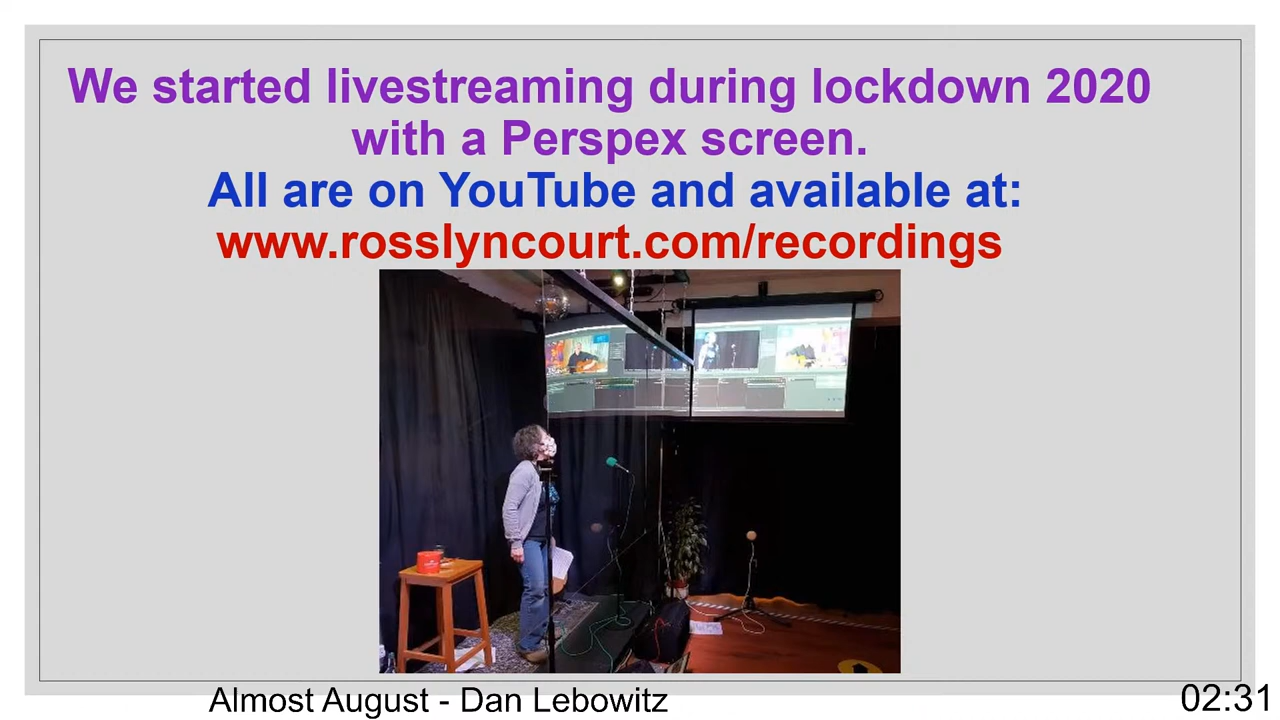 We started livestreaming during lockdown 2020
with a Perspex screen.
All are on YouTube and available at:
www.rosslyncourt.com/recordings
Almost August - Dan Lebowitz
02:31